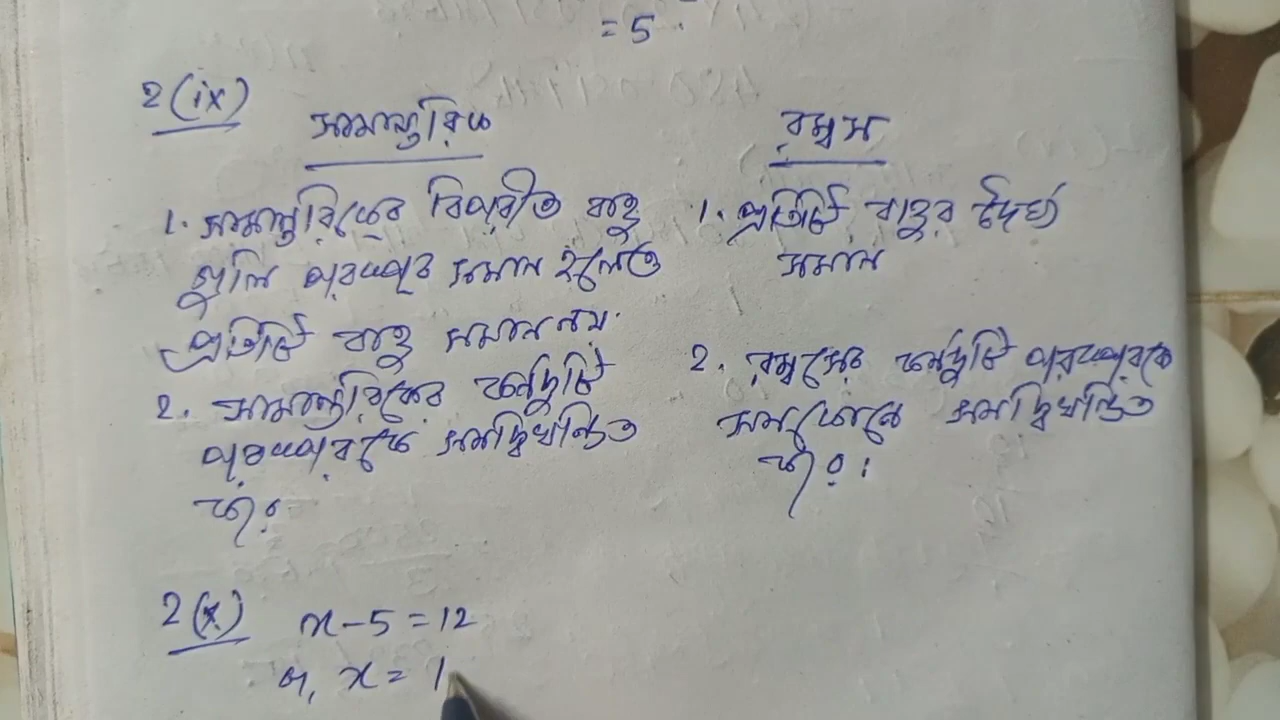 = 5
2 (ix)
সামান্তরিক
রম্বস
1. সামান্তরিকের বিপরীত বাহু
গুলি পরস্পর সমান হলেও
প্রতিটি বাহু সমান নয়.
2. সামান্তরিকের কর্ণদুটি
পরস্পরকে সমদ্বিখন্ডিত
করে
1. প্রতিটি বাহুর দৈর্ঘ্য
সমান
2. রম্বসের কর্ণদুটি পরস্পরকে
সমকোনে সমদ্বিখন্ডিত
করে।
2(x) x – 5 = 12
বা, x = 1